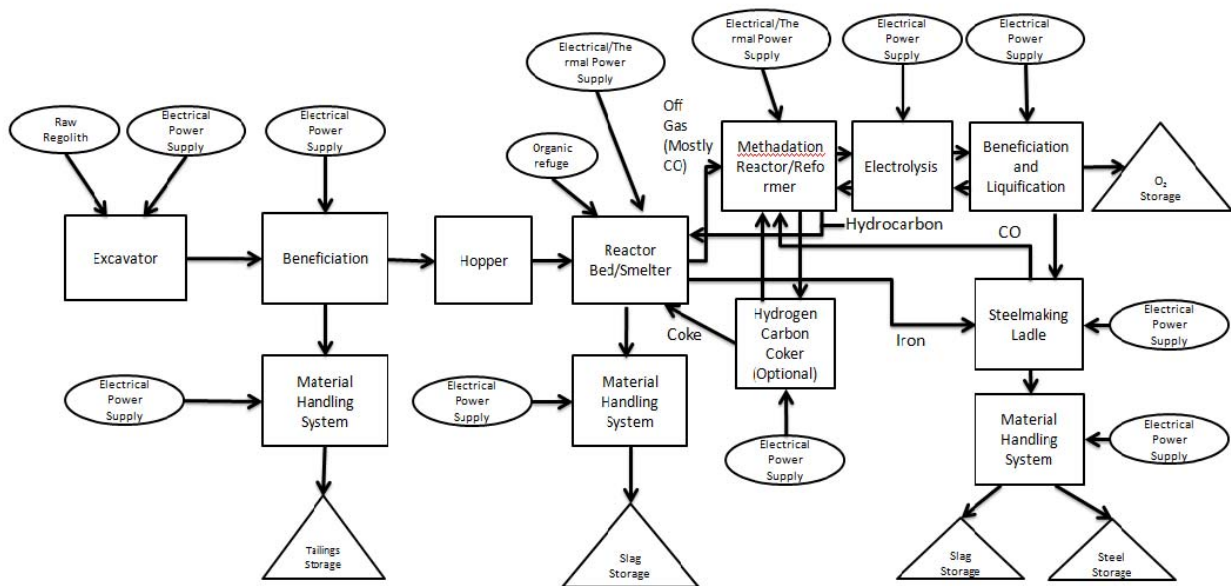 Electrical/The
rmal Power
Supply
Electrical
Power
Supply
Electrical
Power
Supply
Electrical/The
rmal Power
Supply
Raw
Regolith
Electrical
Power
Supply
Electrical
Power
Supply
Organic
refuge
Off
Gas
(Mostly
CO)
Methadation
Reactor/Refo
rmer
Electrolysis
Beneficiation
and
Liquification
O₂
Storage
Excavator
Beneficiation
Hopper
Reactor
Bed/Smelter
Hydrocarbon
CO
Coke
Hydrogen
Carbon
Coker
(Optional)
Iron
Steelmaking
Ladle
Electrical
Power
Supply
Electrical
Power
Supply
Material
Handling
System
Electrical
Power
Supply
Material
Handling
System
Electrical
Power
Supply
Material
Handling
System
Electrical
Power
Supply
Tailings
Storage
Slag
Storage
Slag
Storage
Steel
Storage